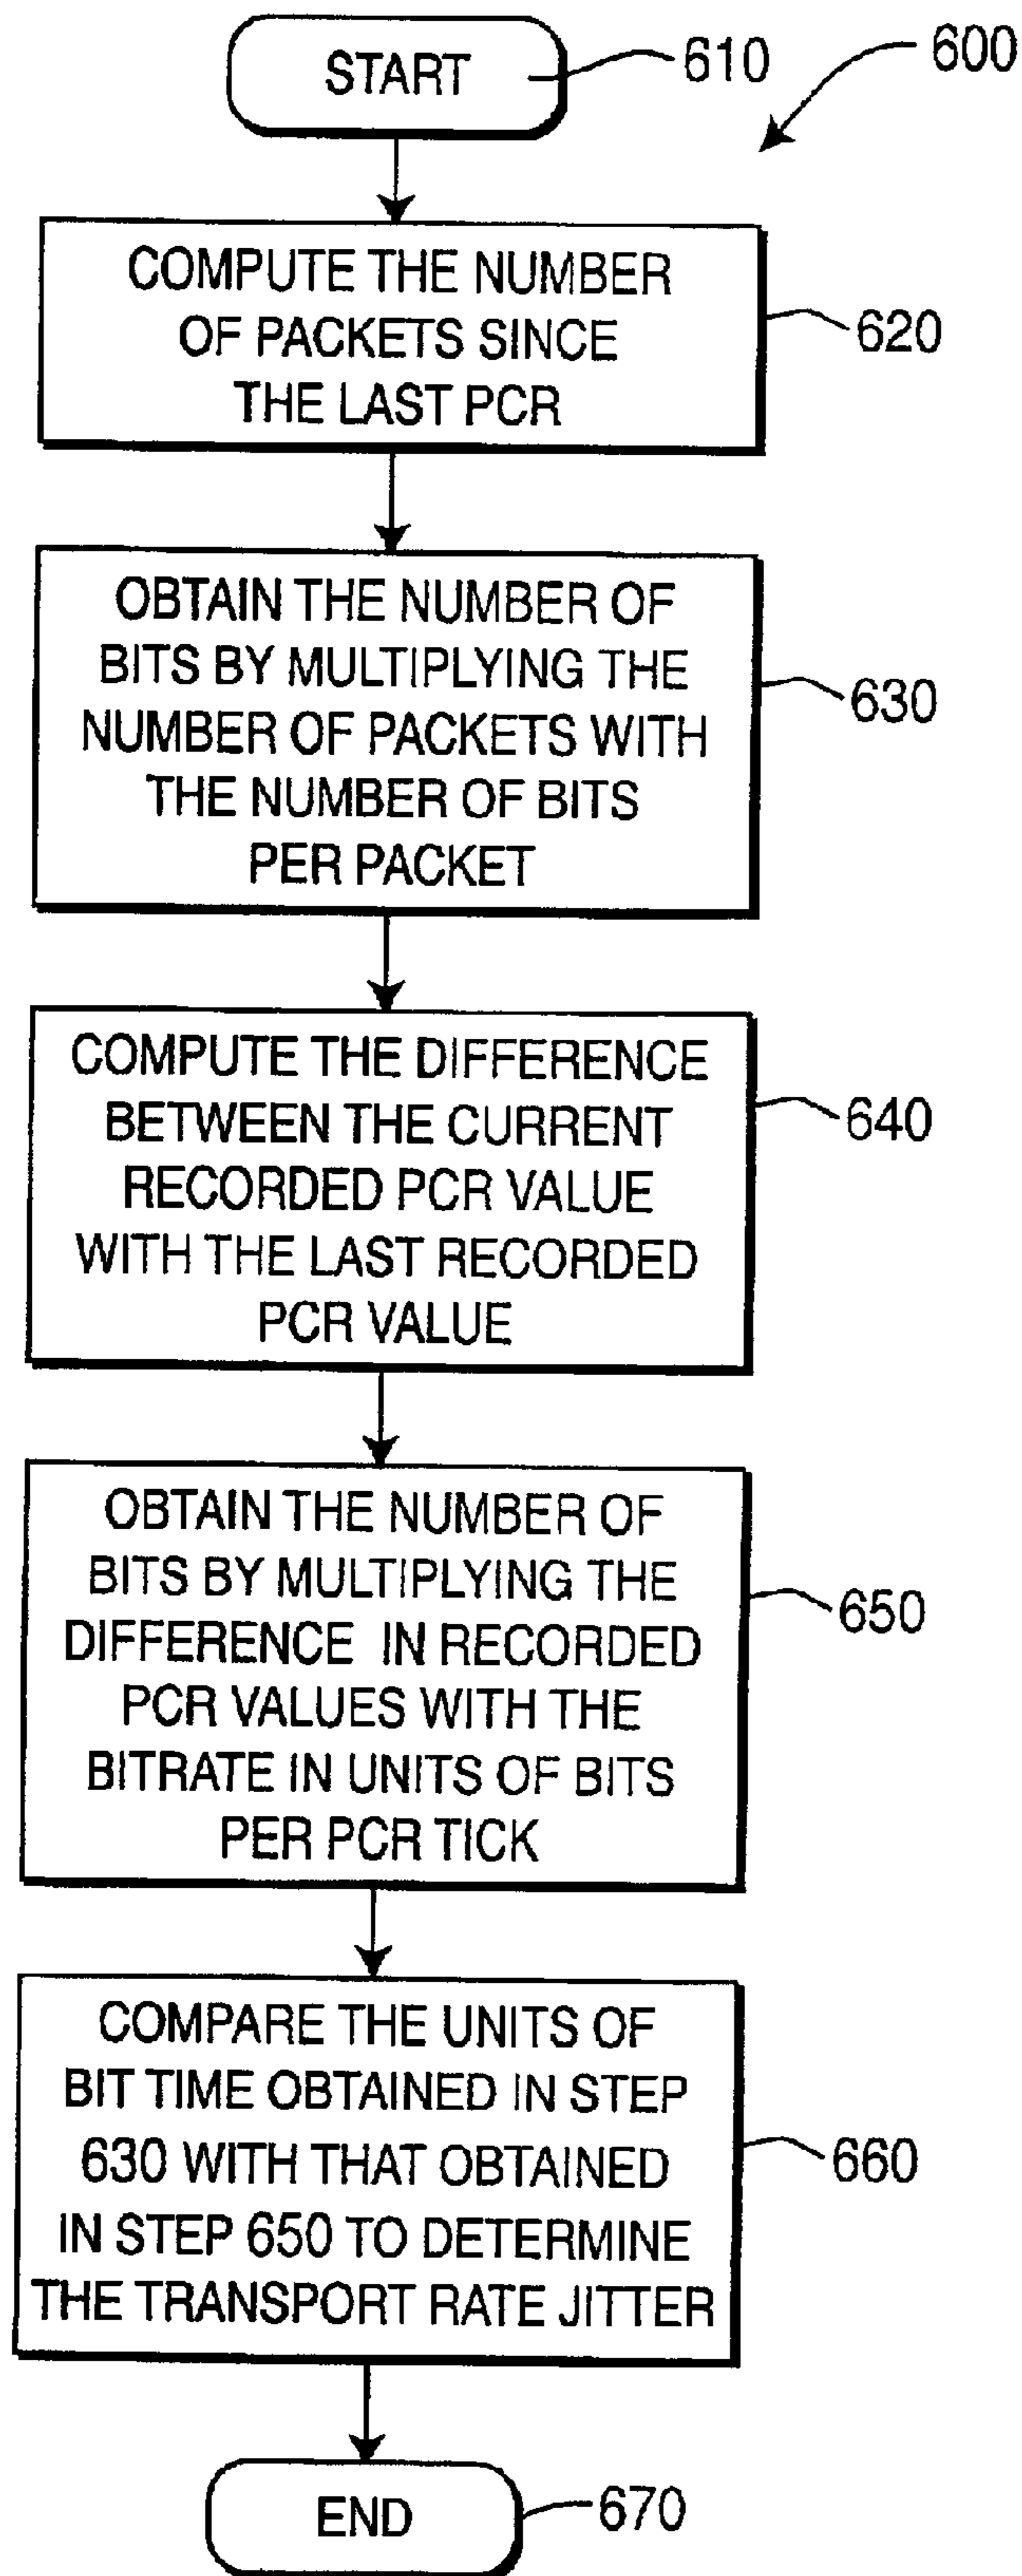 START
610
600
COMPUTE THE NUMBER
OF PACKETS SINCE
THE LAST PCR
620
OBTAIN THE NUMBER OF
BITS BY MULTIPLYING THE
NUMBER OF PACKETS WITH
THE NUMBER OF BITS
PER PACKET
630
COMPUTE THE DIFFERENCE
BETWEEN THE CURRENT
RECORDED PCR VALUE
WITH THE LAST RECORDED
PCR VALUE
640
OBTAIN THE NUMBER OF
BITS BY MULTIPLYING THE
DIFFERENCE IN RECORDED
PCR VALUES WITH THE
BITRATE IN UNITS OF BITS
PER PCR TICK
650
COMPARE THE UNITS OF
BIT TIME OBTAINED IN STEP
630 WITH THAT OBTAINED
IN STEP 650 TO DETERMINE
THE TRANSPORT RATE JITTER
660
END
670